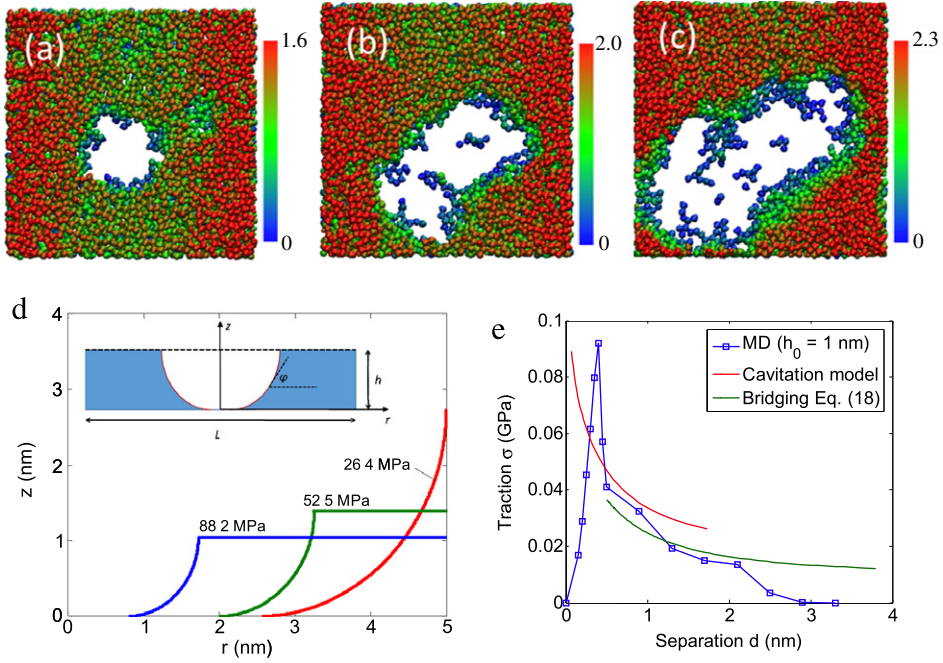 (a)
1.6
0
(b)
2.0
0
(c)
2.3
0
d
4
3
2
1
0
z (nm)
z
φ
h
r
L
26 4 MPa
52 5 MPa
88 2 MPa
0 1 2 3 4 5
r (nm)
e
0.1
0.08
0.06
0.04
0.02
0
Traction σ (GPa)
MD (h0 = 1 nm)
Cavitation model
Bridging Eq. (18)
0 1 2 3 4
Separation d (nm)